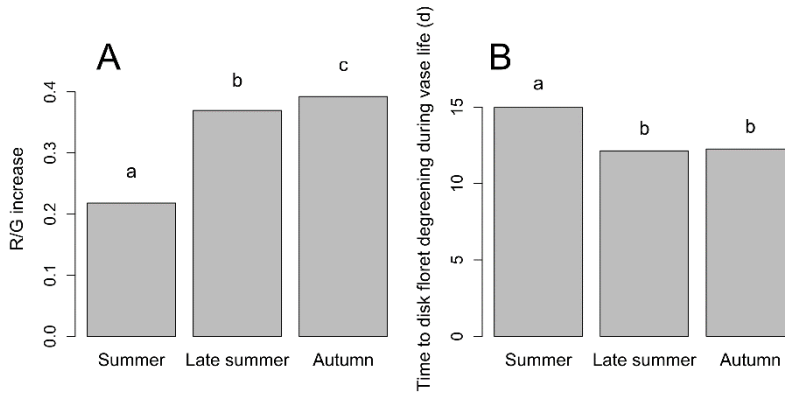 A
R/G increase
0.4
0.3
0.2
0.1
0.0
a
b
c
Summer
Late summer
Autumn
B
Time to disk floret degreening during vase life (d)
15
10
5
0
a
b
b
Summer
Late summer
Autumn